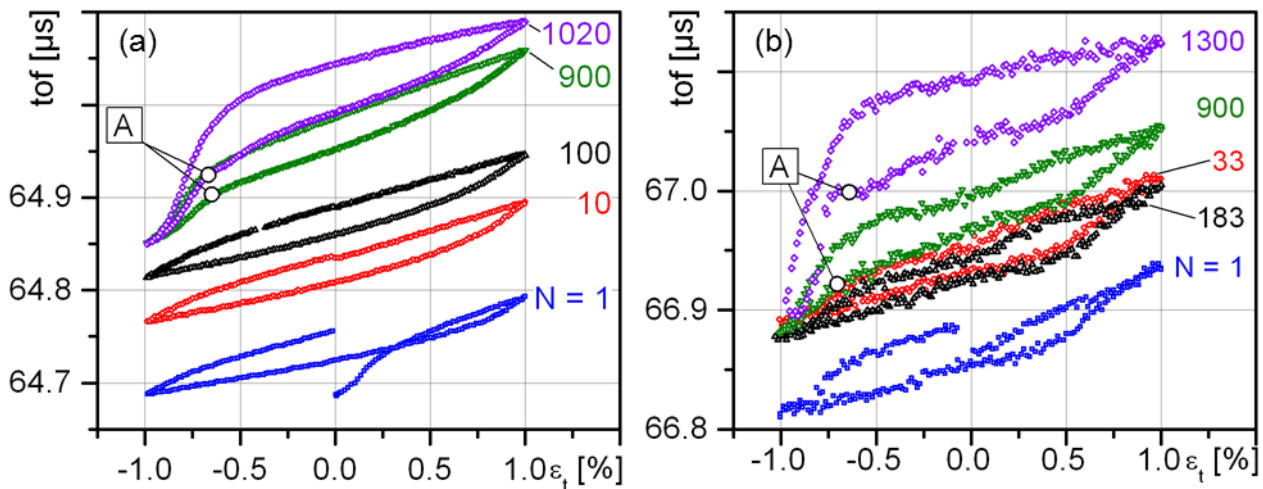 (a)
tof [µs]
1020
900
A
100
10
N = 1
64.9
64.8
64.7
-1.0 -0.5 0.0 0.5 1.0 εt [%]
(b)
tof [µs]
1300
900
A
33
183
N = 1
67.0
66.9
66.8
-1.0 -0.5 0.0 0.5 1.0 εt [%]